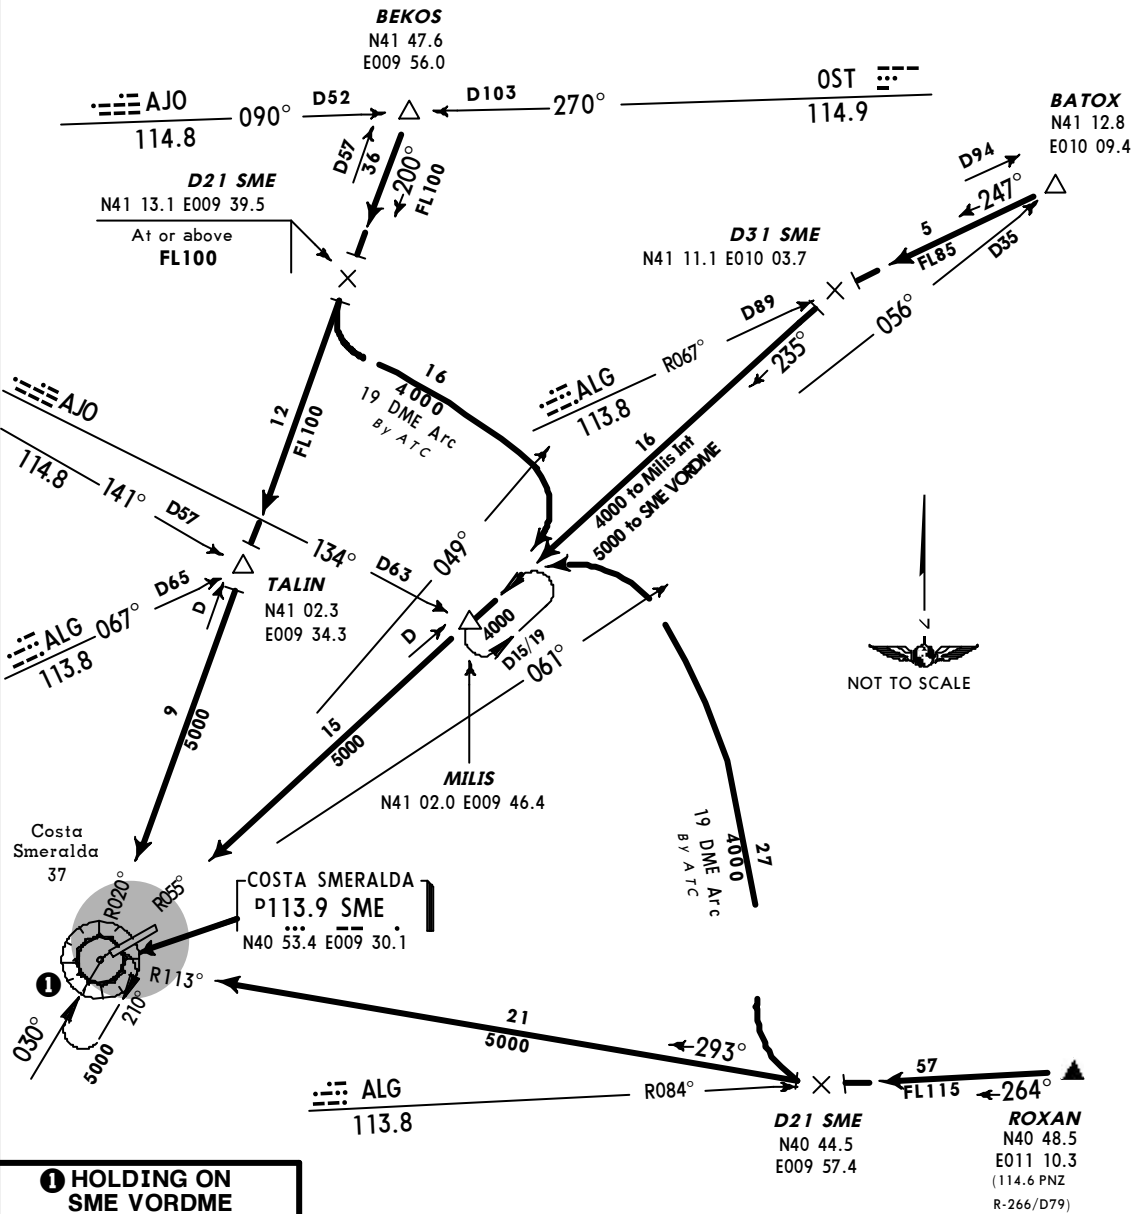 BEKOS
N41 47.6
E009 56.0
AJO
114.8
090°
D52
D103
270°
OST
114.9
BATOX
N41 12.8
E010 09.4
D94
247°
5
FL85
D35
056°
D57
36
200°
FL100
D21 SME
N41 13.1 E009 39.5
At or above
FL100
D31 SME
N41 11.1 E010 03.7
D89
R067°
ALG
113.8
235°
16
4000 to Milis Int
5000 to SME VORDME
16
4000
19 DME Arc
By ATC
12
FL100
AJO
114.8
141°
D57
134°
D63
049°
TALIN
N41 02.3
E009 34.3
D65
067°
ALG
113.8
D
D
4000
D15/19
061°
9
5000
15
5000
MILIS
N41 02.0 E009 46.4
N
NOT TO SCALE
Costa
Smeralda
37
R020°
R055°
COSTA SMERALDA
D113.9 SME
N40 53.4 E009 30.1
R113°
1
030°
210°
5000
19 DME Arc
By ATC
4000
27
21
5000
293°
ALG
113.8
R084°
D21 SME
N40 44.5
E009 57.4
57
FL115
264°
ROXAN
N40 48.5
E011 10.3
(114.6 PNZ
R-266/D79)
1 HOLDING ON
SME VORDME